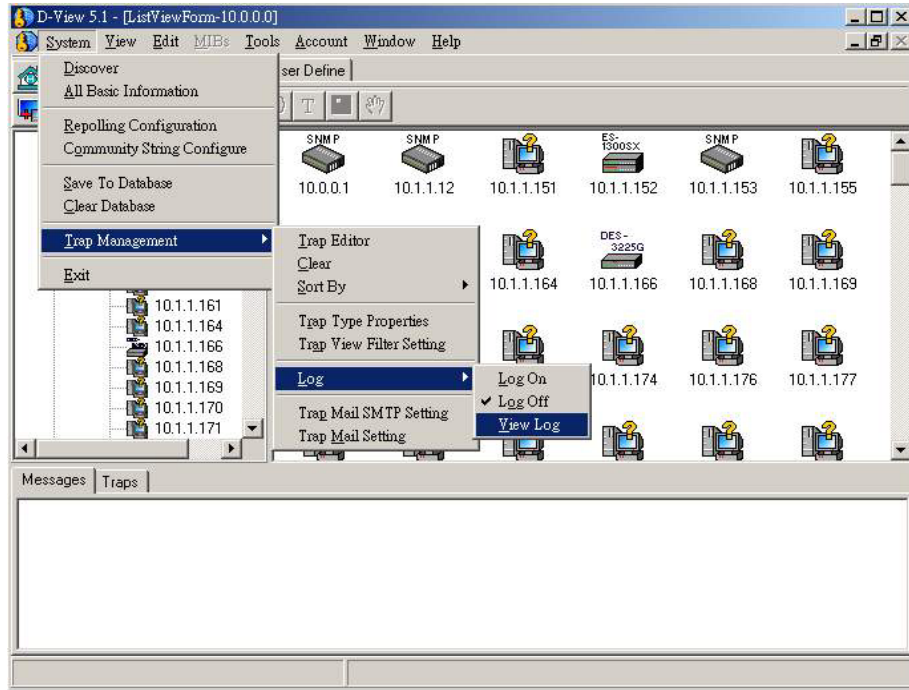 D-View 5.1 - [ListViewForm-10.0.0.0]
System View Edit MIBs Tools Account Window Help
Discover
All Basic Information
Repolling Configuration
Community String Configure
Save To Database
Clear Database
Trap Management
Exit
ser Define
T
SNMP
10.0.0.1
SNMP
10.1.1.12
10.1.1.151
ES-1300SX
10.1.1.152
SNMP
10.1.1.153
10.1.1.155
Trap Editor
Clear
Sort By
Trap Type Properties
Trap View Filter Setting
Log
Trap Mail SMTP Setting
Trap Mail Setting
Log On
Log Off
View Log
10.1.1.164
DES-3225G
10.1.1.166
10.1.1.168
10.1.1.169
10.1.1.174
10.1.1.176
10.1.1.177
10.1.1.161
10.1.1.164
10.1.1.166
10.1.1.168
10.1.1.169
10.1.1.170
10.1.1.171
Messages Traps